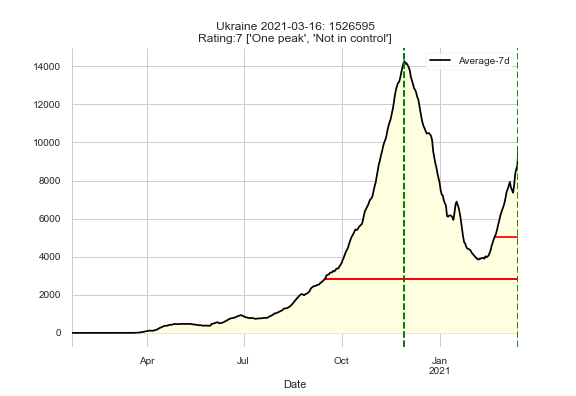 Ukraine 2021-03-16: 1526595
Rating:7 ['One peak', 'Not in control']
Average-7d
14000
12000
10000
8000
6000
4000
2000
0
Apr
Jul
Oct
Jan
2021
Date